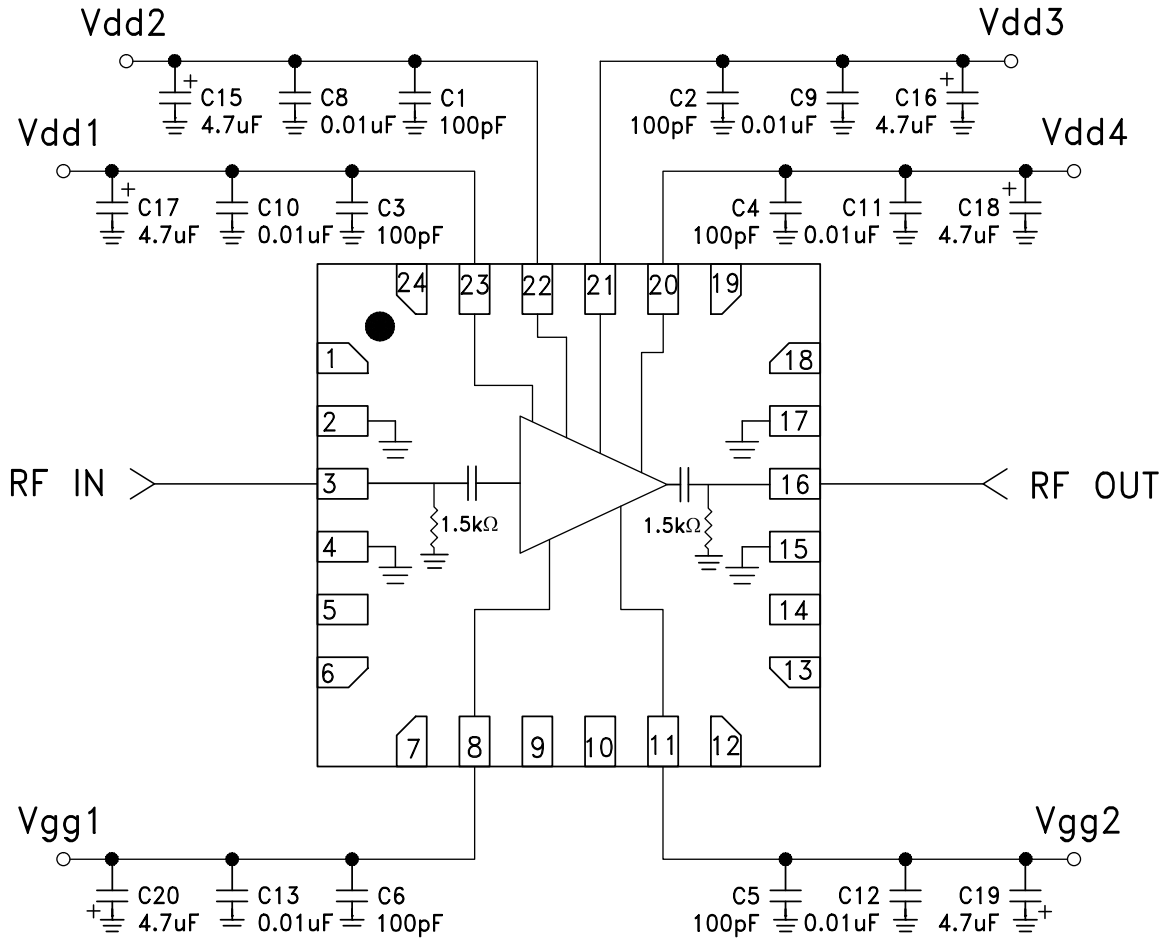 Vdd2
Vdd3
+ C15
4.7uF
C8
0.01uF
C1
100pF
C2
100pF
C9
0.01uF
C16 +
4.7uF
Vdd1
Vdd4
+ C17
4.7uF
C10
0.01uF
C3
100pF
C4
100pF
C11
0.01uF
C18 +
4.7uF
24
23
22
21
20
19
1
18
2
17
RF IN
3
16
RF OUT
1.5kΩ
1.5kΩ
4
15
5
14
6
13
7
8
9
10
11
12
Vgg1
Vgg2
C20
+ 4.7uF
C13
0.01uF
C6
100pF
C5
100pF
C12
0.01uF
C19
4.7uF +